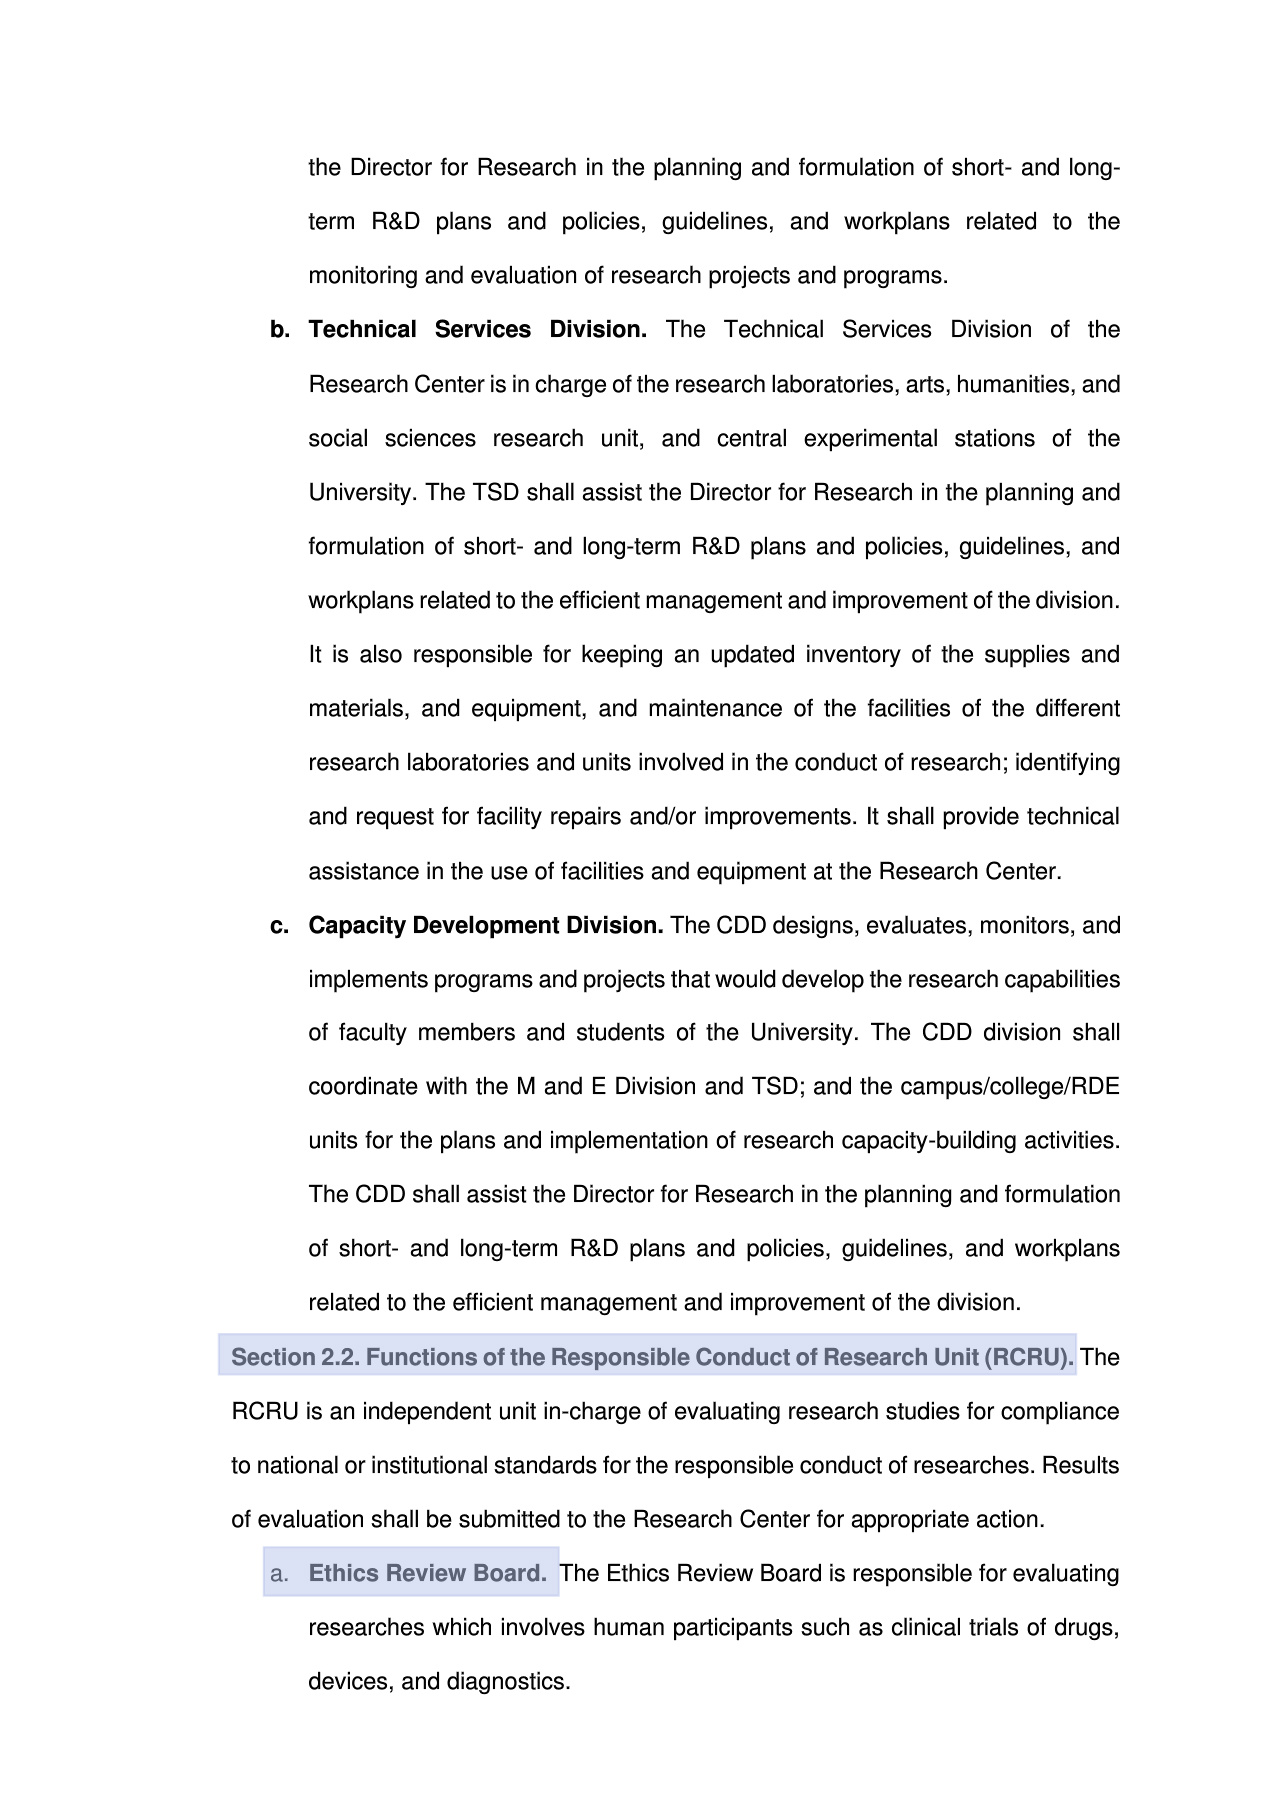 the Director for Research in the planning and formulation of short- and long-
term R&D plans and policies, guidelines, and workplans related to the
monitoring and evaluation of research projects and programs.
b. Technical Services Division. The Technical Services Division of the
Research Center is in charge of the research laboratories, arts, humanities, and
social sciences research unit, and central experimental stations of the
University. The TSD shall assist the Director for Research in the planning and
formulation of short- and long-term R&D plans and policies, guidelines, and
workplans related to the efficient management and improvement of the division.
It is also responsible for keeping an updated inventory of the supplies and
materials, and equipment, and maintenance of the facilities of the different
research laboratories and units involved in the conduct of research; identifying
and request for facility repairs and/or improvements. It shall provide technical
assistance in the use of facilities and equipment at the Research Center.
c. Capacity Development Division. The CDD designs, evaluates, monitors, and
implements programs and projects that would develop the research capabilities
of faculty members and students of the University. The CDD division shall
coordinate with the M and E Division and TSD; and the campus/college/RDE
units for the plans and implementation of research capacity-building activities.
The CDD shall assist the Director for Research in the planning and formulation
of short- and long-term R&D plans and policies, guidelines, and workplans
related to the efficient management and improvement of the division.
Section 2.2. Functions of the Responsible Conduct of Research Unit (RCRU). The
RCRU is an independent unit in-charge of evaluating research studies for compliance
to national or institutional standards for the responsible conduct of researches. Results
of evaluation shall be submitted to the Research Center for appropriate action.
a. Ethics Review Board. The Ethics Review Board is responsible for evaluating
researches which involves human participants such as clinical trials of drugs,
devices, and diagnostics.